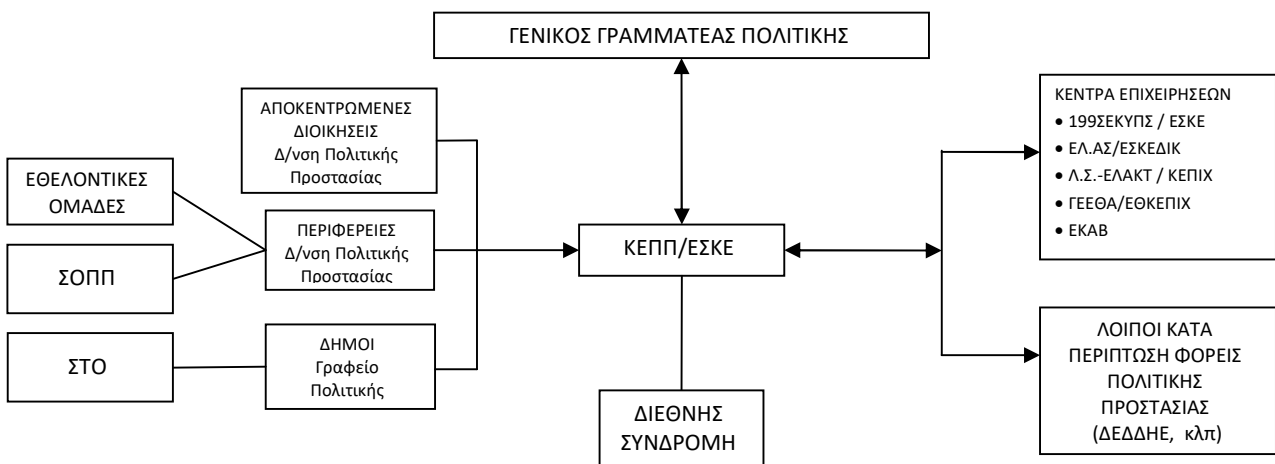 ΓΕΝΙΚΟΣ ΓΡΑΜΜΑΤΕΑΣ ΠΟΛΙΤΙΚΗΣ
ΑΠΟΚΕΝΤΡΩΜΕΝΕΣ
ΔΙΟΙΚΗΣΕΙΣ
Δ/νση Πολιτικής
Προστασίας
ΕΘΕΛΟΝΤΙΚΕΣ
ΟΜΑΔΕΣ
ΣΟΠΠ
ΣΤΟ
ΠΕΡΙΦΕΡΕΙΕΣ
Δ/νση Πολιτικής
Προστασίας
ΔΗΜΟΙ
Γραφείο
Πολιτικής
ΚΕΠΠ/ΕΣΚΕ
ΔΙΕΘΝΗΣ
ΣΥΝΔΡΟΜΗ
ΚΕΝΤΡΑ ΕΠΙΧΕΙΡΗΣΕΩΝ
• 199ΣΕΚΥΠΣ / ΕΣΚΕ
• ΕΛ.ΑΣ/ΕΣΚΕΔΙΚ
• Λ.Σ.-ΕΛΑΚΤ / ΚΕΠΙΧ
• ΓΕΕΘΑ/ΕΘΚΕΠΙΧ
• ΕΚΑΒ
ΛΟΙΠΟΙ ΚΑΤΑ
ΠΕΡΙΠΤΩΣΗ ΦΟΡΕΙΣ
ΠΟΛΙΤΙΚΗΣ
ΠΡΟΣΤΑΣΙΑΣ
(ΔΕΔΔΗΕ, κλπ)